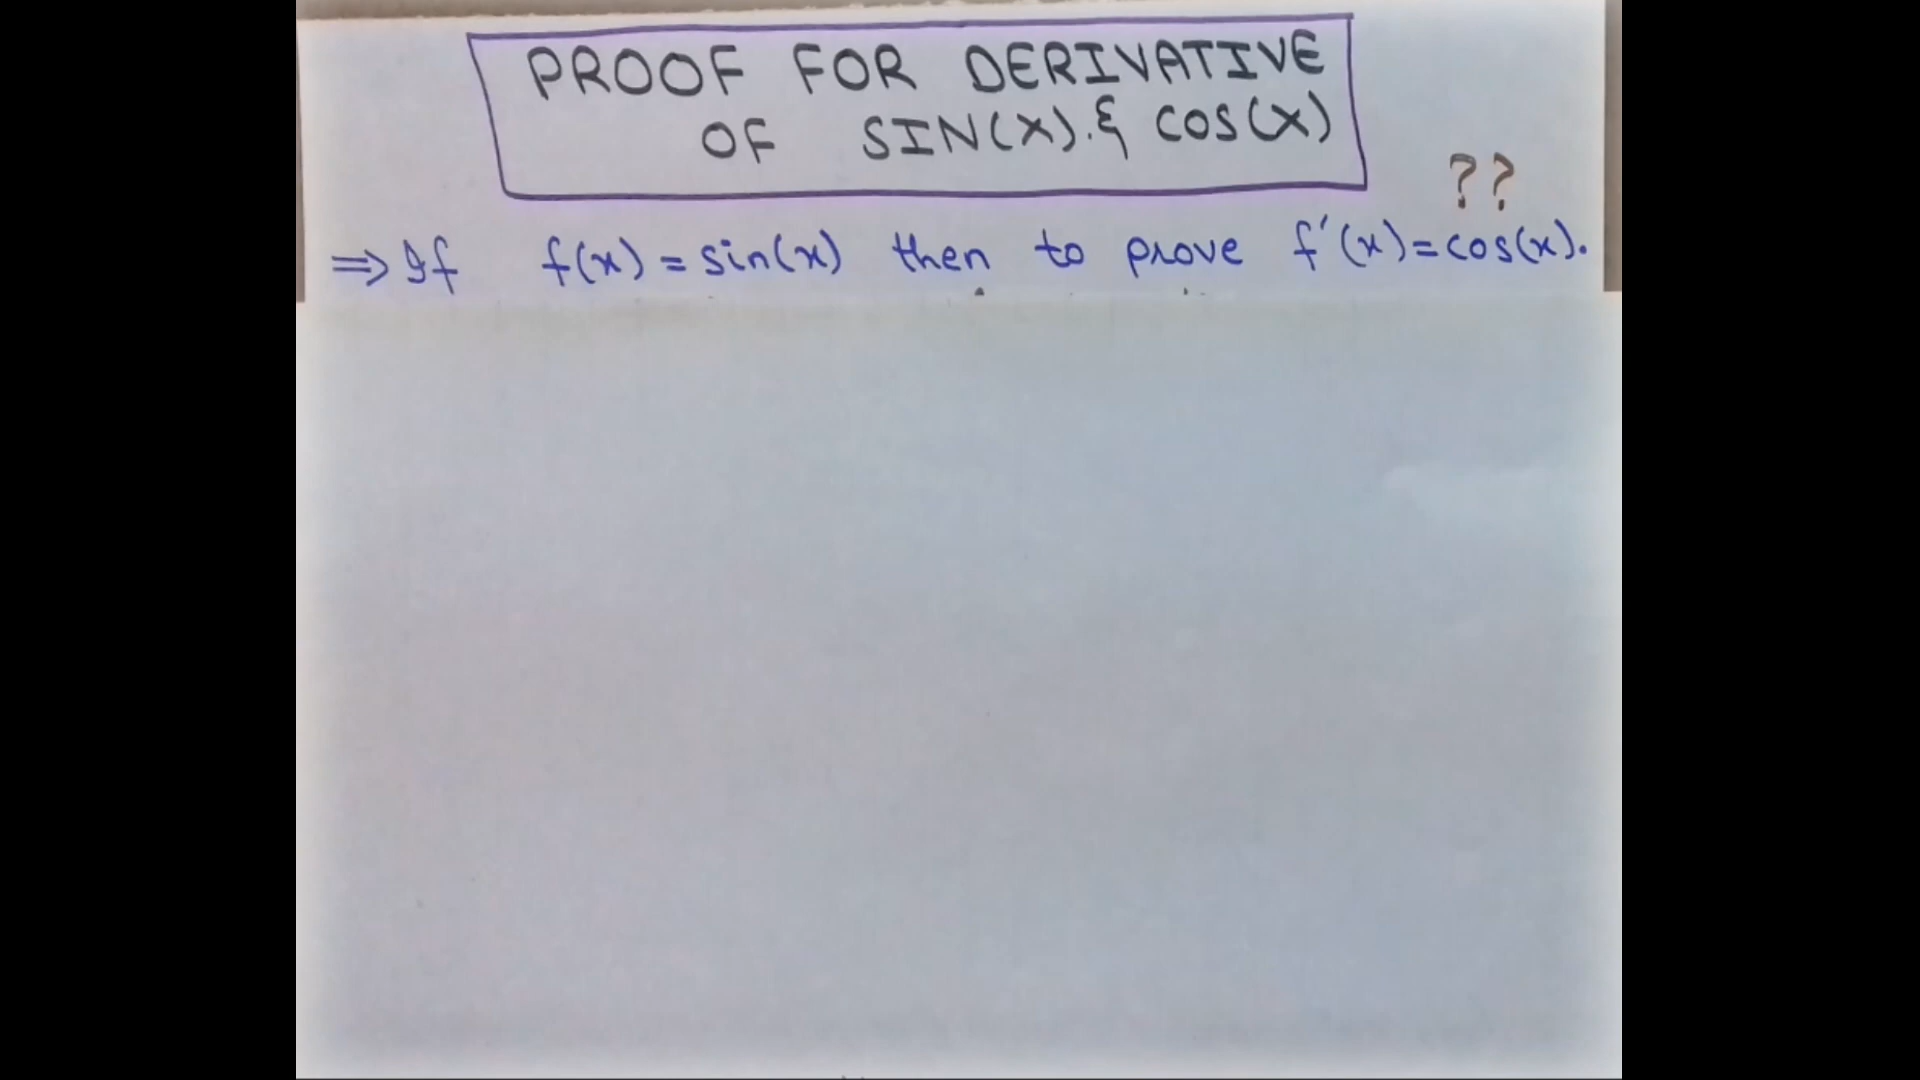 PROOF FOR DERIVATIVE
OF SIN(X).& COS(X)
??
⇒ If f(x) = sin(x) then to prove f'(x)=cos(x).